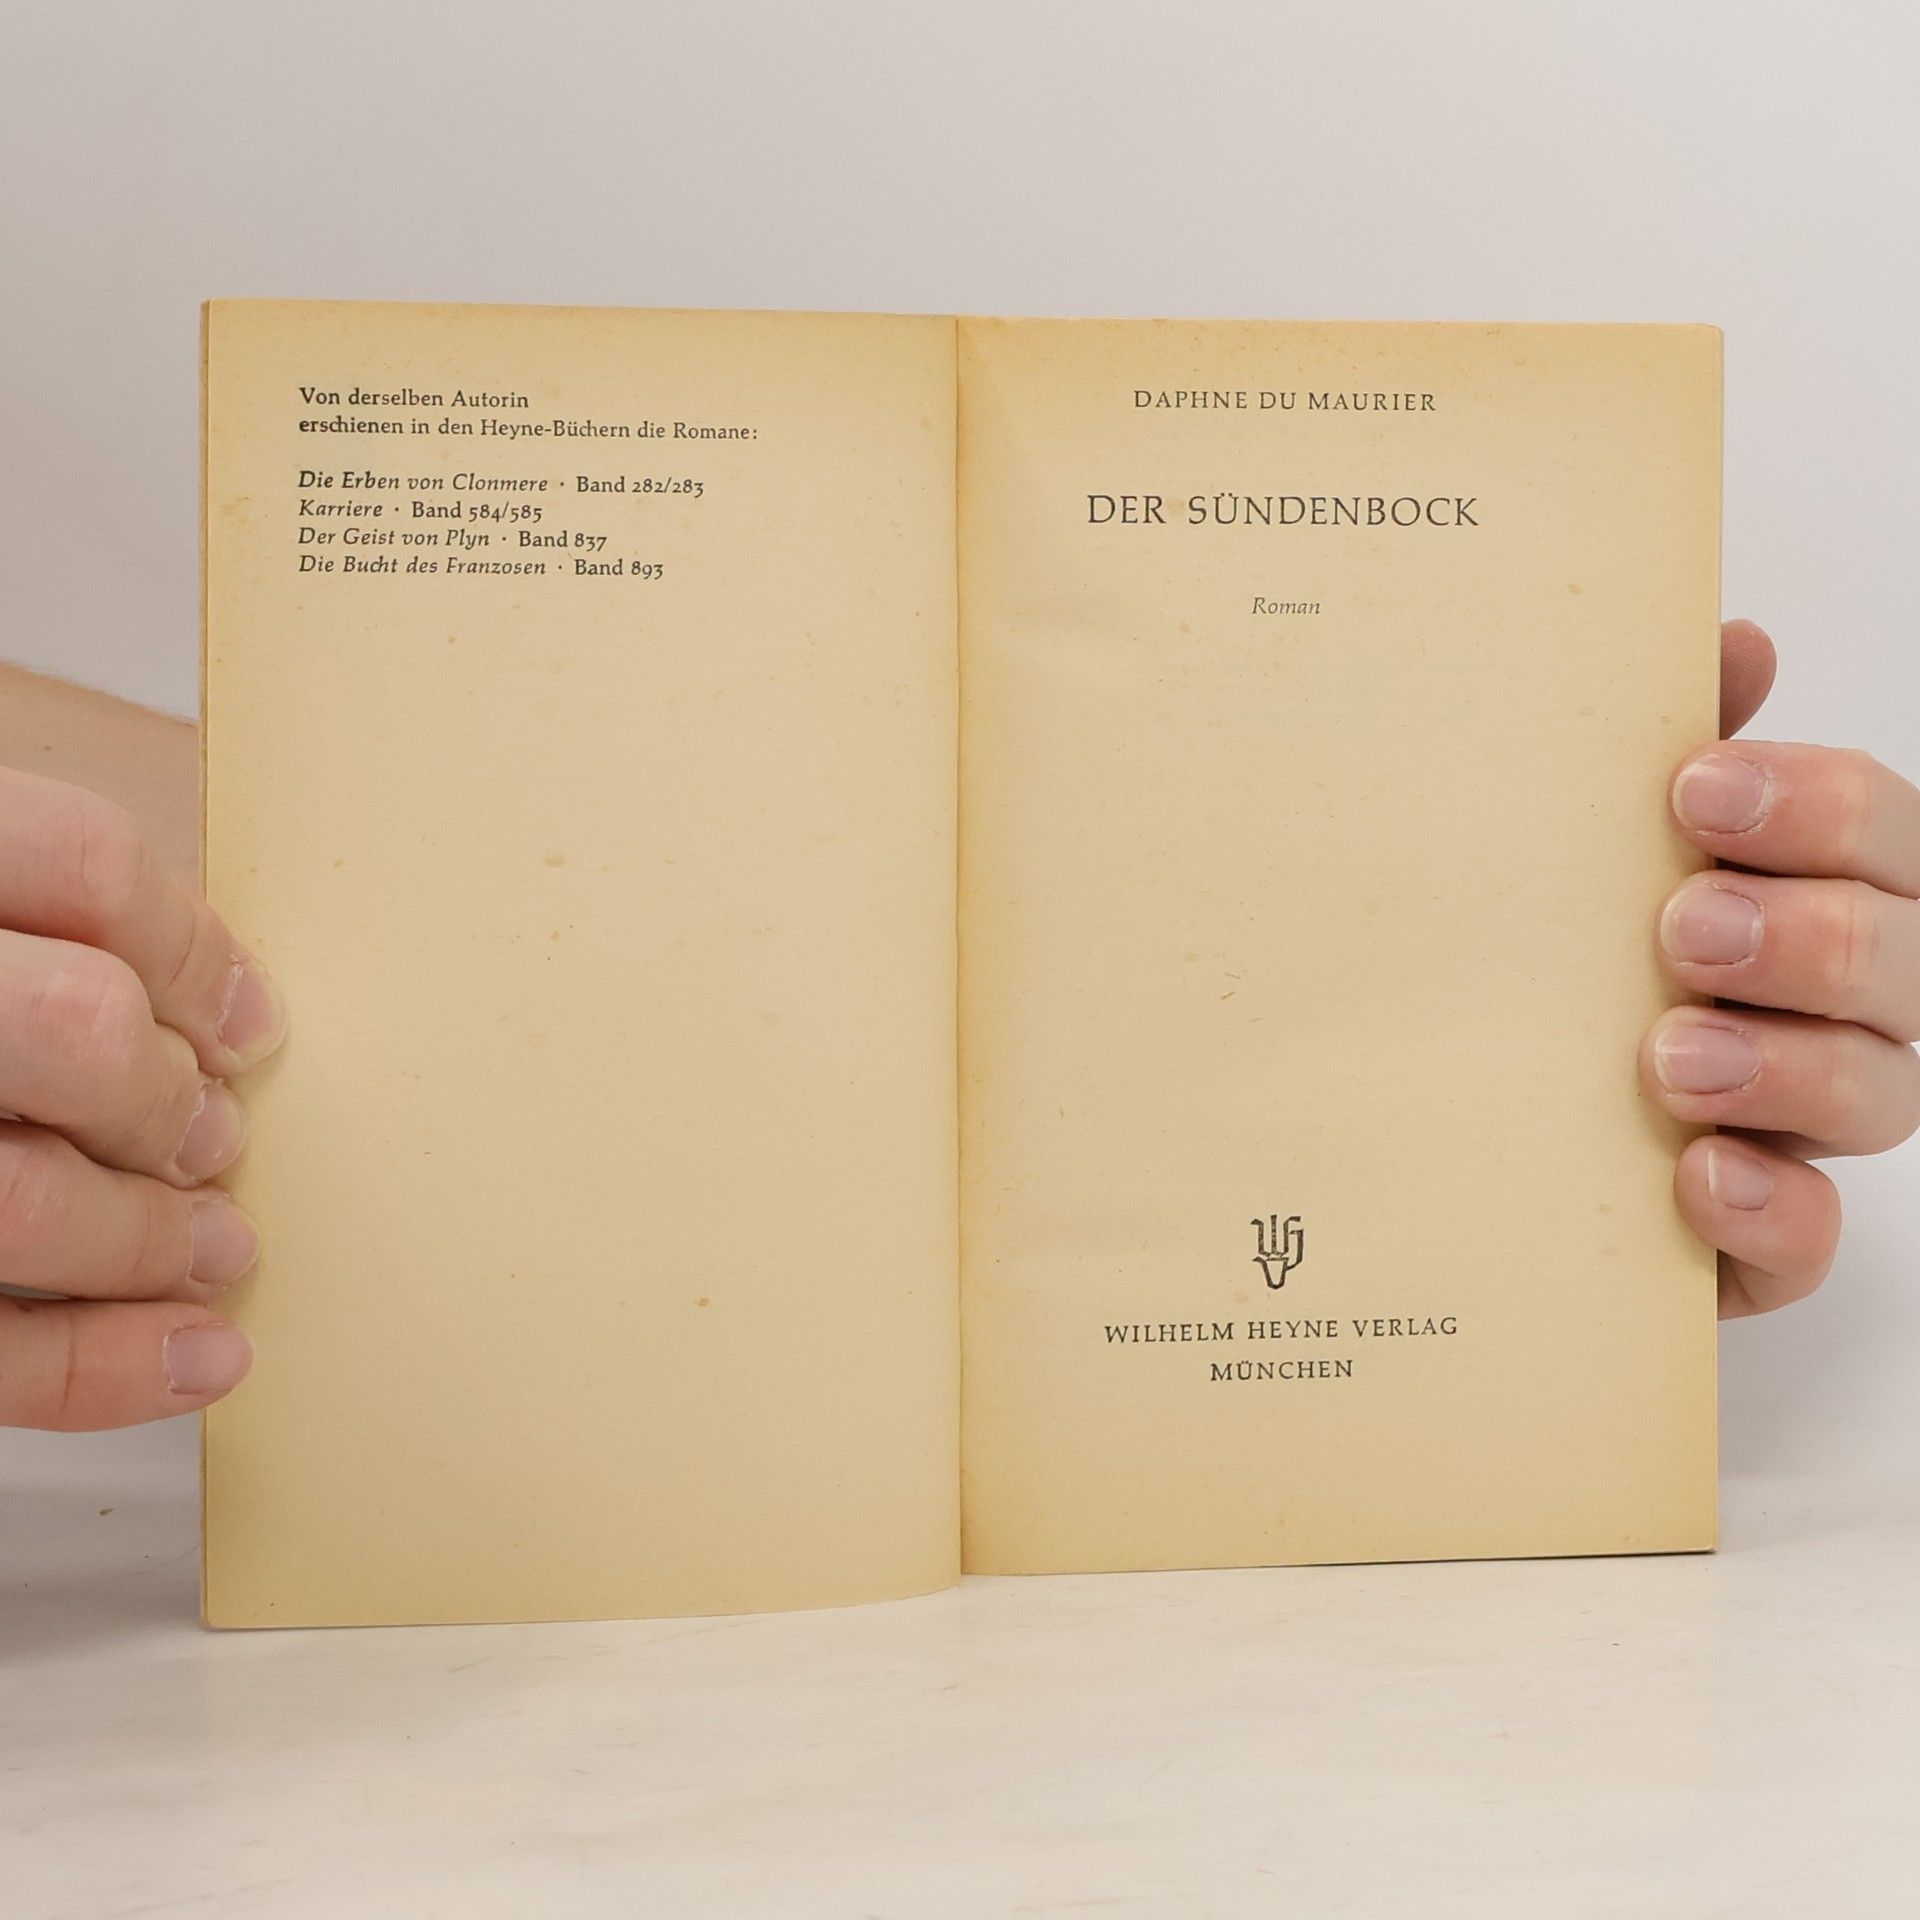 Von derselben Autorin
erschienen in den Heyne-Büchern die Romane:
Die Erben von Clonmere · Band 282/283
Karriere · Band 584/585
Der Geist von Plyn · Band 837
Die Bucht des Franzosen · Band 893
DAPHNE DU MAURIER
DER SÜNDENBOCK
Roman
WHV
WILHELM HEYNE VERLAG
MÜNCHEN